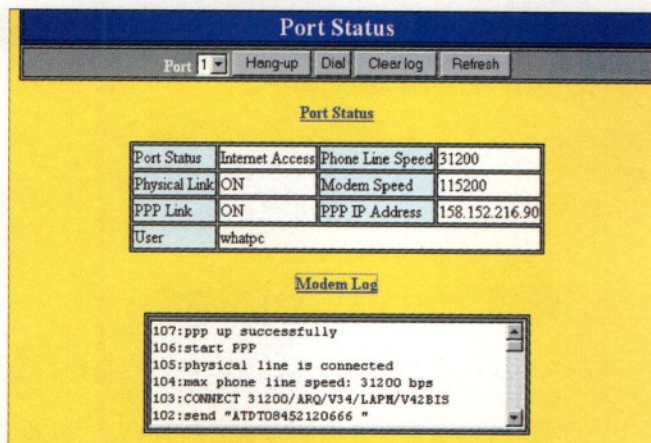 Port Status
Port 1 Hang-up Dial Clear log Refresh
Port Status
Port Status Internet Access Phone Line Speed 31200
Physical Link ON Modem Speed 115200
PPP Link ON PPP IP Address 158.152.216.90
User whatpc
Modem Log
107:ppp up successfully
106:start PPP
105:physical line is connected
104:max phone line speed: 31200 bps
103:CONNECT 31200/ARQ/V34/LAPM/V42BIS
102:send "ATDT08452120666 "